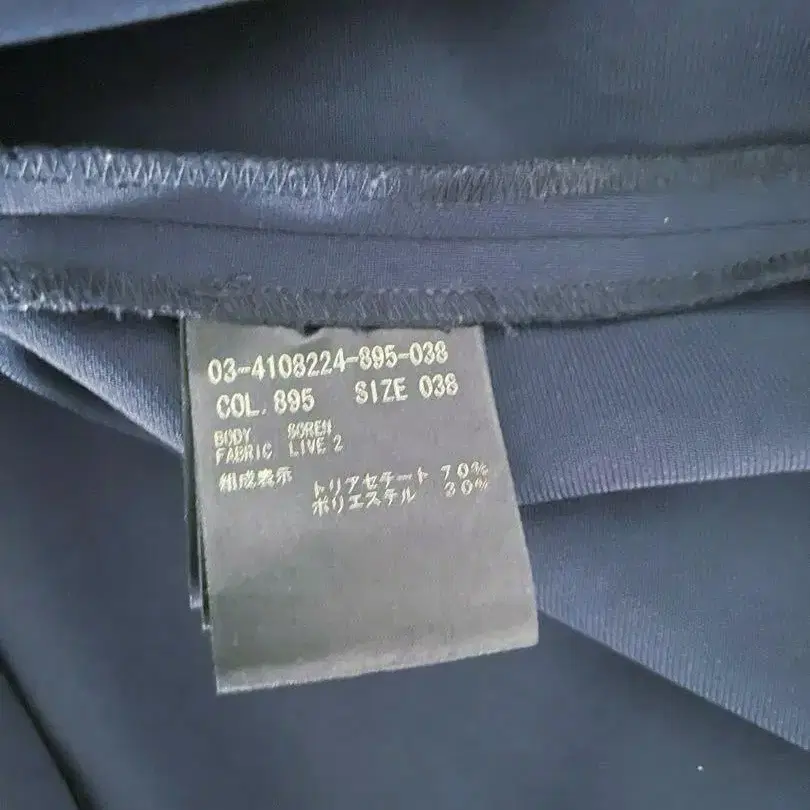 03-4108224-895-038
COL. 895 SIZE 038
BODY SOREN
FABRIC LIVE 2
組成表示 トリアセテート 70%
ポリエステル 30%